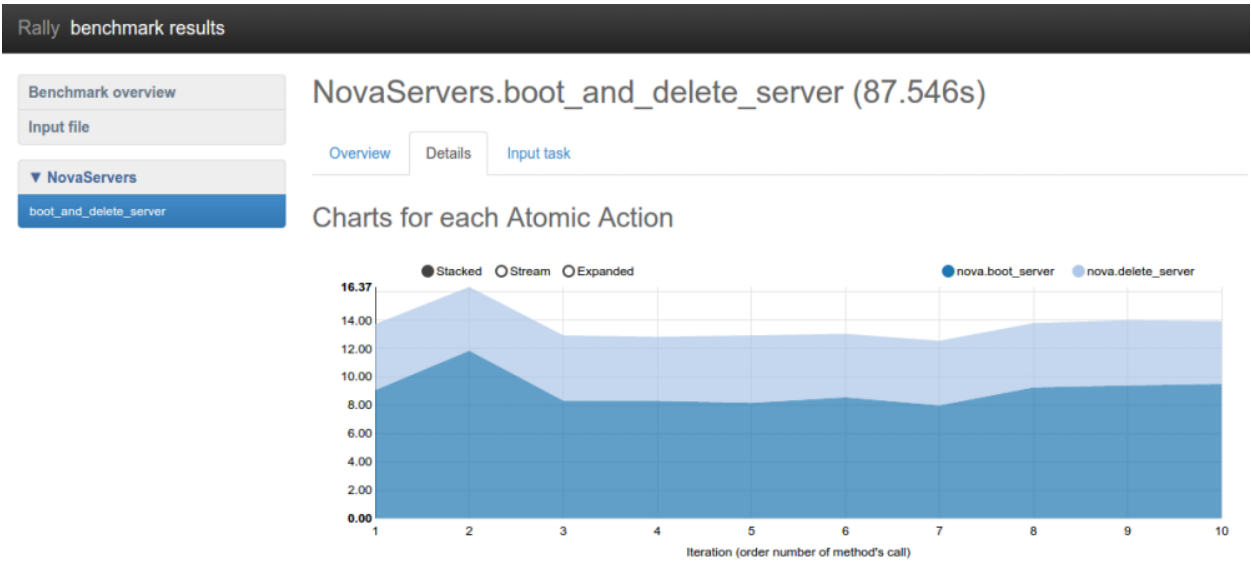 Rally benchmark results
Benchmark overview
Input file
▼ NovaServers
boot_and_delete_server
NovaServers.boot_and_delete_server (87.546s)
Overview Details Input task
Charts for each Atomic Action
Stacked Stream Expanded nova.boot_server nova.delete_server
16.37
14.00
12.00
10.00
8.00
6.00
4.00
2.00
0.00
1 2 3 4 5 6 7 8 9 10
Iteration (order number of method's call)